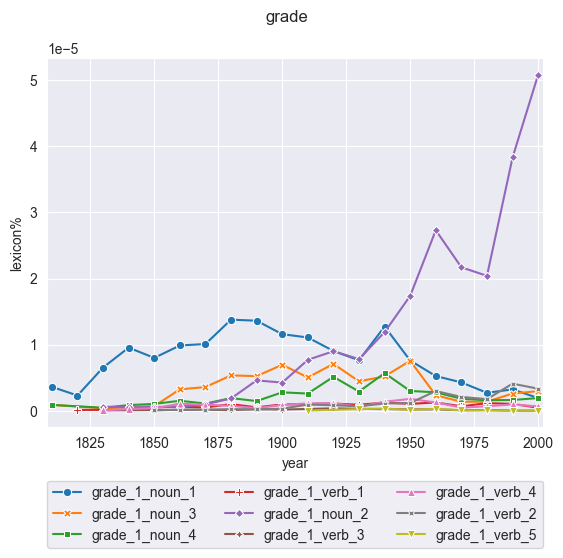 grade
1e−5
5
4
3
2
1
0
lexicon%
1825 1850 1875 1900 1925 1950 1975 2000
year
grade_1_noun_1 grade_1_verb_1 grade_1_verb_4
grade_1_noun_3 grade_1_noun_2 grade_1_verb_2
grade_1_noun_4 grade_1_verb_3 grade_1_verb_5